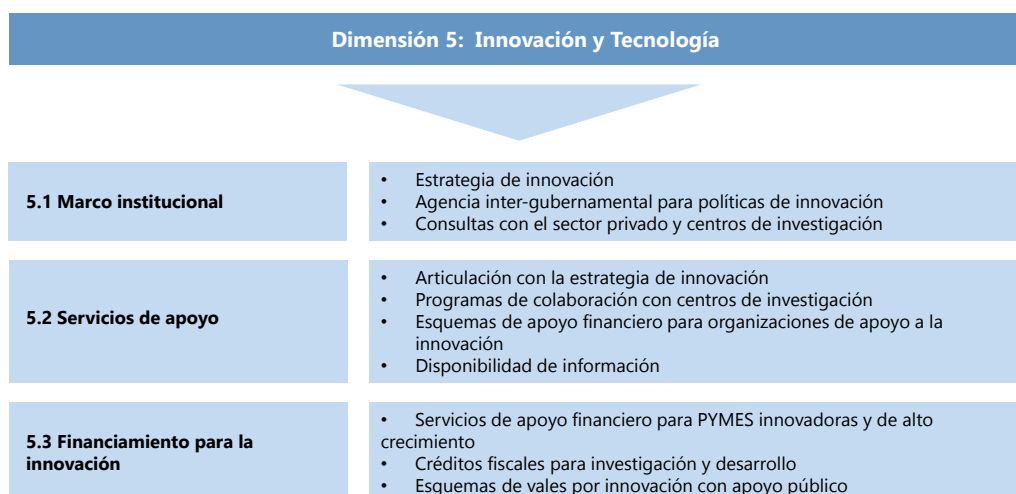 Dimensión 5: Innovación y Tecnología
5.1 Marco institucional
• Estrategia de innovación
• Agencia inter-gubernamental para políticas de innovación
• Consultas con el sector privado y centros de investigación
5.2 Servicios de apoyo
• Articulación con la estrategia de innovación
• Programas de colaboración con centros de investigación
• Esquemas de apoyo financiero para organizaciones de apoyo a la
innovación
• Disponibilidad de información
5.3 Financiamiento para la
innovación
• Servicios de apoyo financiero para PYMES innovadoras y de alto
crecimiento
• Créditos fiscales para investigación y desarrollo
• Esquemas de vales por innovación con apoyo público